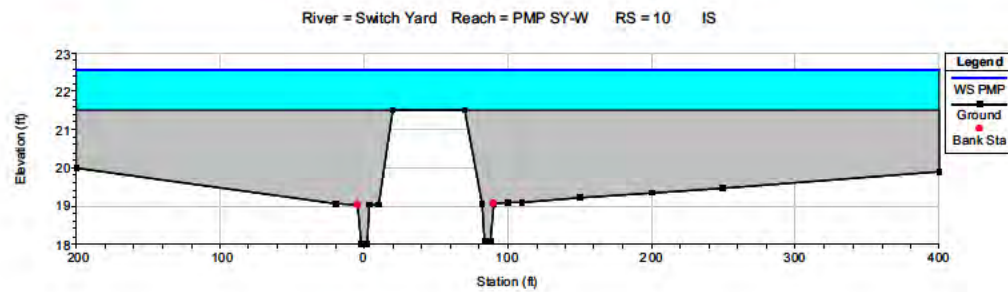 River = Switch Yard Reach = PMP SY-W RS = 10 IS
23
22
21
20
19
18
Elevation (ft)
200 100 0 100 200 300 400
Station (ft)
Legend
WS PMP
Ground
Bank Sta